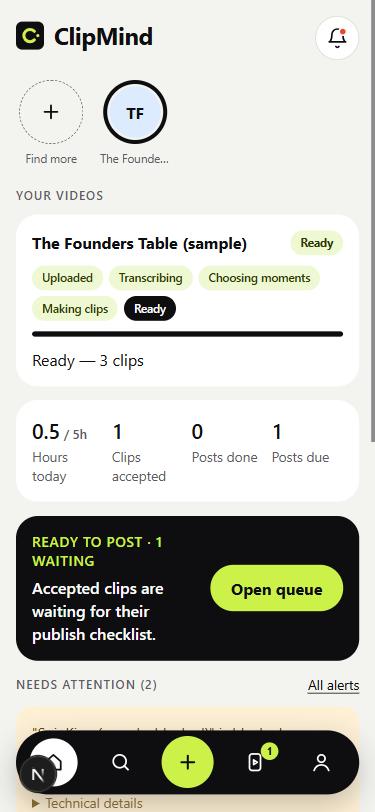 ClipMind
TF
Find more
The Founde...
YOUR VIDEOS
The Founders Table (sample)
Ready
Uploaded
Transcribing
Choosing moments
Making clips
Ready
Ready — 3 clips
0.5 / 5h
1
0
1
Hours today
Clips accepted
Posts done
Posts due
READY TO POST · 1
WAITING
Accepted clips are
waiting for their
publish checklist.
Open queue
NEEDS ATTENTION (2)
All alerts
1
N
Technical details